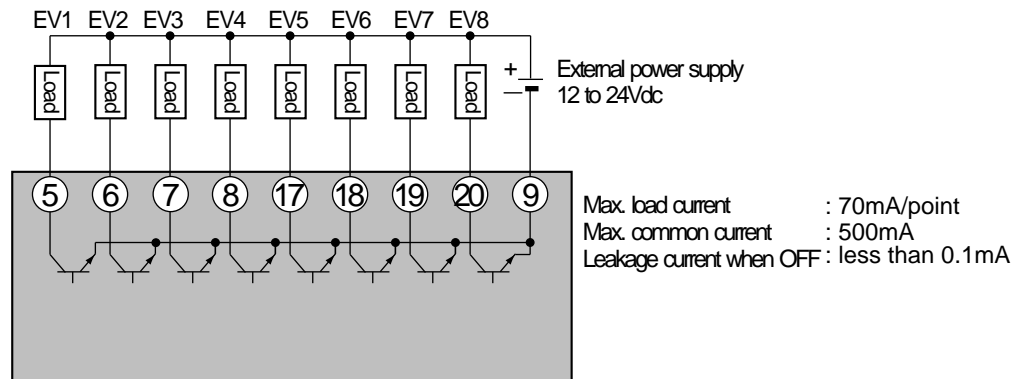 EV1 EV2 EV3 EV4 EV5 EV6 EV7 EV8
Load Load Load Load Load Load Load Load
+ External power supply
— 12 to 24Vdc
5 6 7 8 17 18 19 20 9
Max. load current : 70mA/point
Max. common current : 500mA
Leakage current when OFF : less than 0.1mA